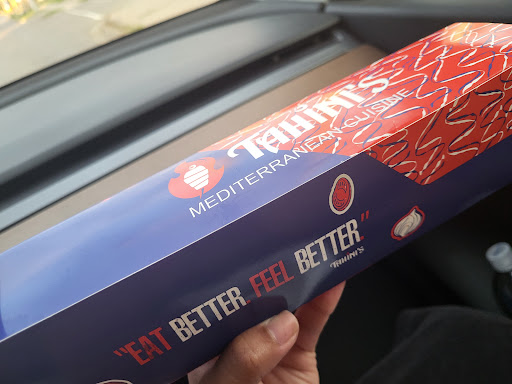 TAHINI'S
MEDITERRANEAN CUISINE
"EAT BETTER. FEEL BETTER."
TAHINI'S